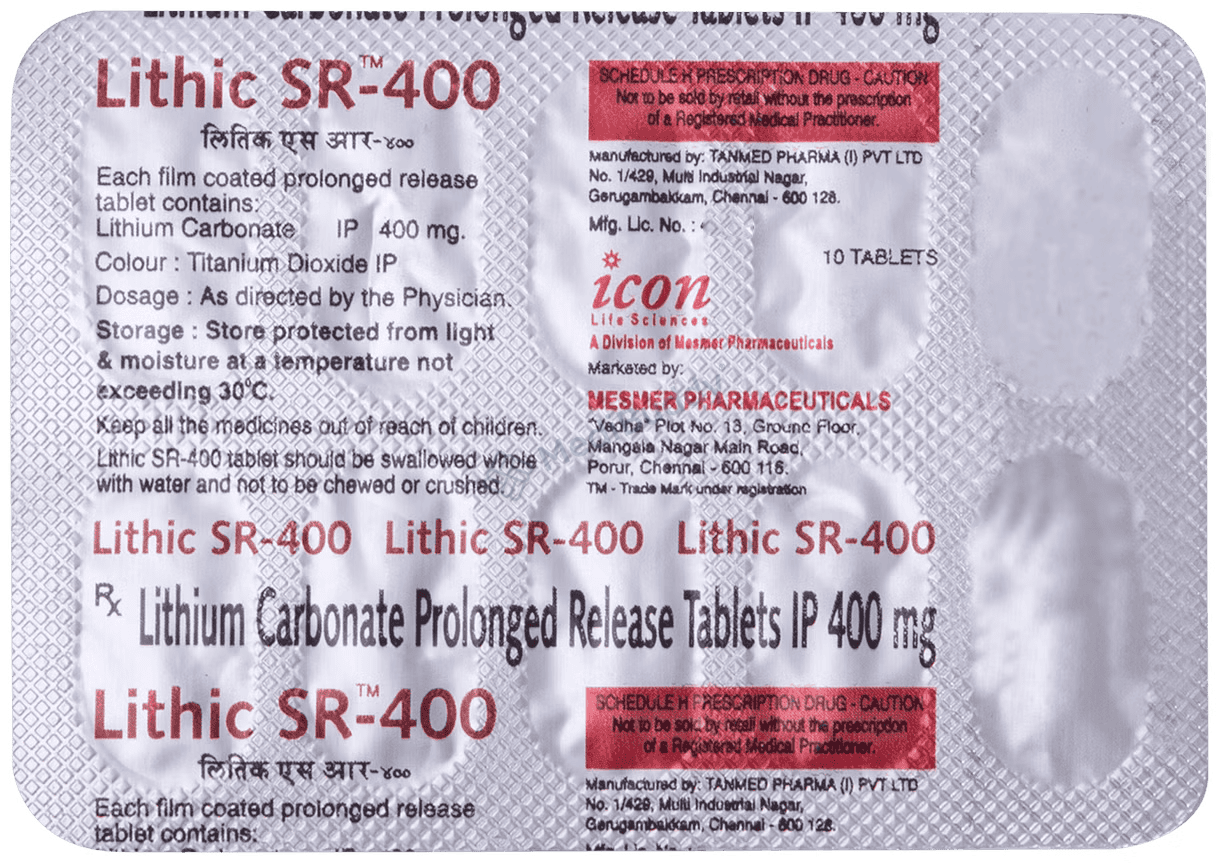 Lithium Carbonate Prolonged Release Tablets IP 400 mg
Lithic SR™-400
लितिक एस आर-४००
Each film coated prolonged release
tablet contains:
Lithium Carbonate IP 400 mg.
Colour : Titanium Dioxide IP
Dosage : As directed by the Physician.
Storage : Store protected from light
& moisture at a temperature not
exceeding 30°C.
Keep all the medicines out of reach of children.
Lithic SR-400 tablet should be swallowed whole
with water and not to be chewed or crushed.
SCHEDULE H PRESCRIPTION DRUG - CAUTION
Not to be sold by retail without the prescription
of a Registered Medical Practitioner.
Manufactured by: TANMED PHARMA (I) PVT LTD
No. 1/429, Multi Industrial Nagar,
Gerugambakkam, Chennai - 600 128.
Mfg. Lic. No. :
10 TABLETS
icon
Life Sciences
A Division of Mesmer Pharmaceuticals
Marketed by:
MESMER PHARMACEUTICALS
"Vedha" Plot No. 13, Ground Floor,
Mangala Nagar Main Road,
Porur, Chennai - 600 116.
TM - Trade Mark under registration
Lithic SR-400 Lithic SR-400 Lithic SR-400
Rx Lithium Carbonate Prolonged Release Tablets IP 400 mg
Lithic SR™-400
लितिक एस आर-४००
Each film coated prolonged release
tablet contains:
SCHEDULE H PRESCRIPTION DRUG - CAUTION
Not to be sold by retail without the prescription
of a Registered Medical Practitioner.
Manufactured by: TANMED PHARMA (I) PVT LTD
No. 1/429, Multi Industrial Nagar,
Gerugambakkam, Chennai - 600 128.